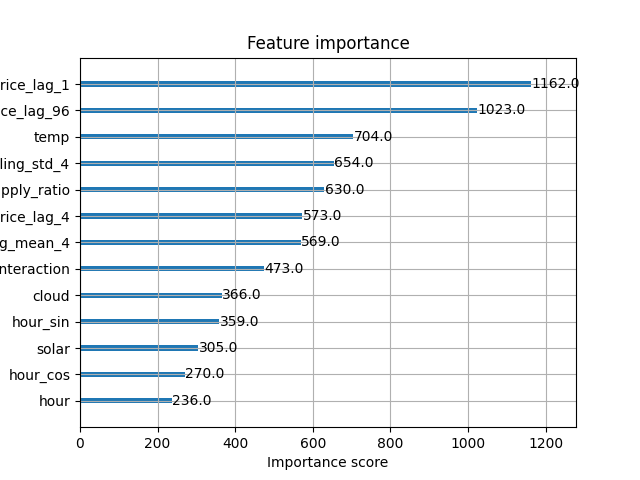 Feature importance
rice_lag_1 1162.0
ce_lag_96 1023.0
temp 704.0
ling_std_4 654.0
pply_ratio 630.0
rice_lag_4 573.0
g_mean_4 569.0
nteraction 473.0
cloud 366.0
hour_sin 359.0
solar 305.0
hour_cos 270.0
hour 236.0
0 200 400 600 800 1000 1200
Importance score